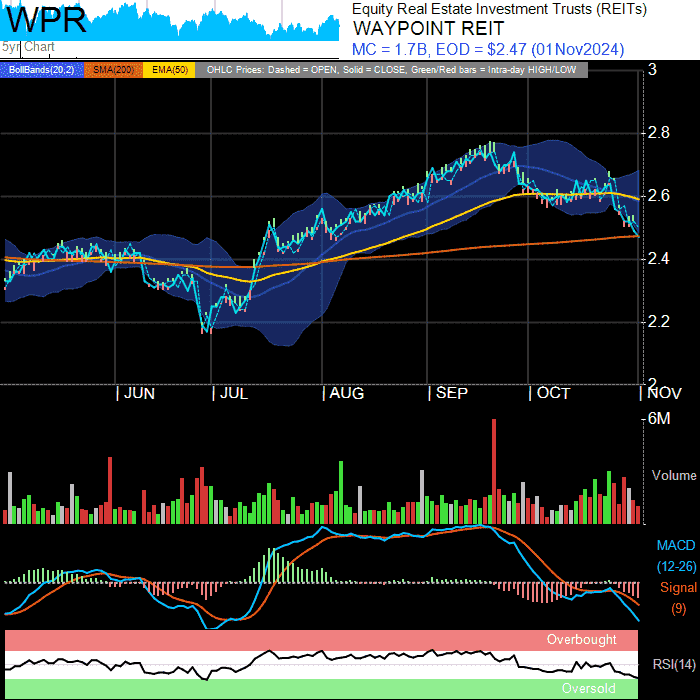 WPR
5yr Chart
Equity Real Estate Investment Trusts (REITs)
WAYPOINT REIT
MC = 1.7B, EOD = $2.47 (01Nov2024)
BollBands(20,2) SMA(200) EMA(50) OHLC Prices: Dashed = OPEN, Solid = CLOSE, Green/Red bars = Intra-day HIGH/LOW
3
2.8
2.6
2.4
2.2
2
| JUN | JUL | AUG | SEP | OCT | NOV
6M
Volume
MACD
(12-26)
Signal
(9)
Overbought
RSI(14)
Oversold